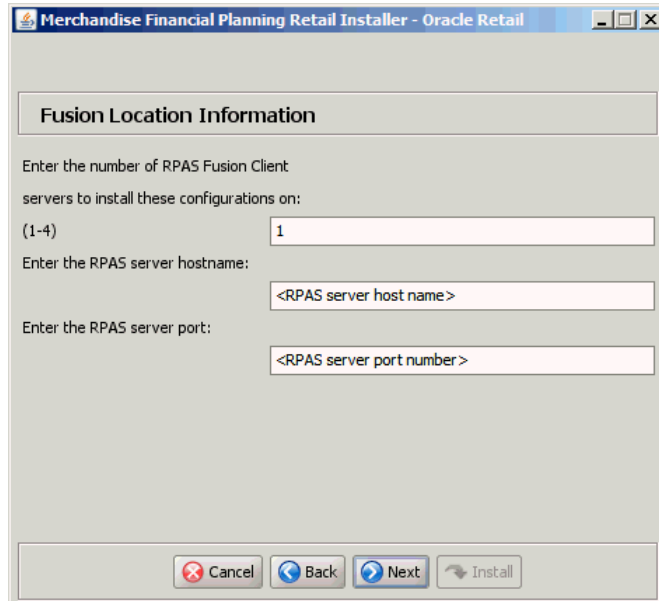 Merchandise Financial Planning Retail Installer - Oracle Retail
Fusion Location Information
Enter the number of RPAS Fusion Client
servers to install these configurations on:
(1-4) 1
Enter the RPAS server hostname:
<RPAS server host name>
Enter the RPAS server port:
<RPAS server port number>
Cancel Back Next Install